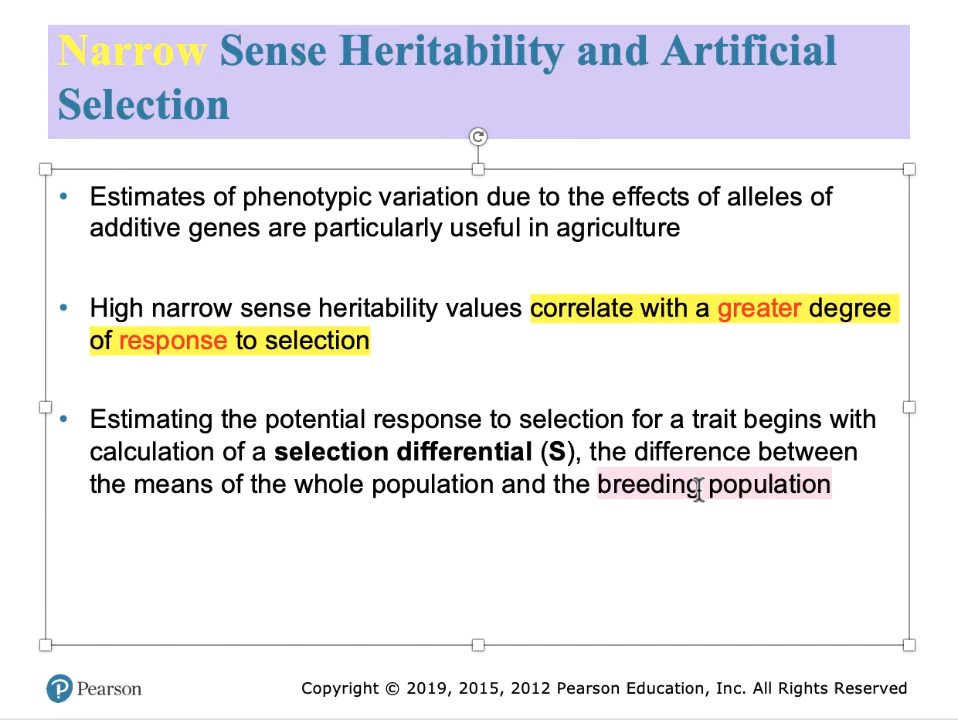 Narrow Sense Heritability and Artificial
Selection
• Estimates of phenotypic variation due to the effects of alleles of
additive genes are particularly useful in agriculture
• High narrow sense heritability values correlate with a greater degree
of response to selection
• Estimating the potential response to selection for a trait begins with
calculation of a selection differential (S), the difference between
the means of the whole population and the breeding population
Pearson
Copyright © 2019, 2015, 2012 Pearson Education, Inc. All Rights Reserved